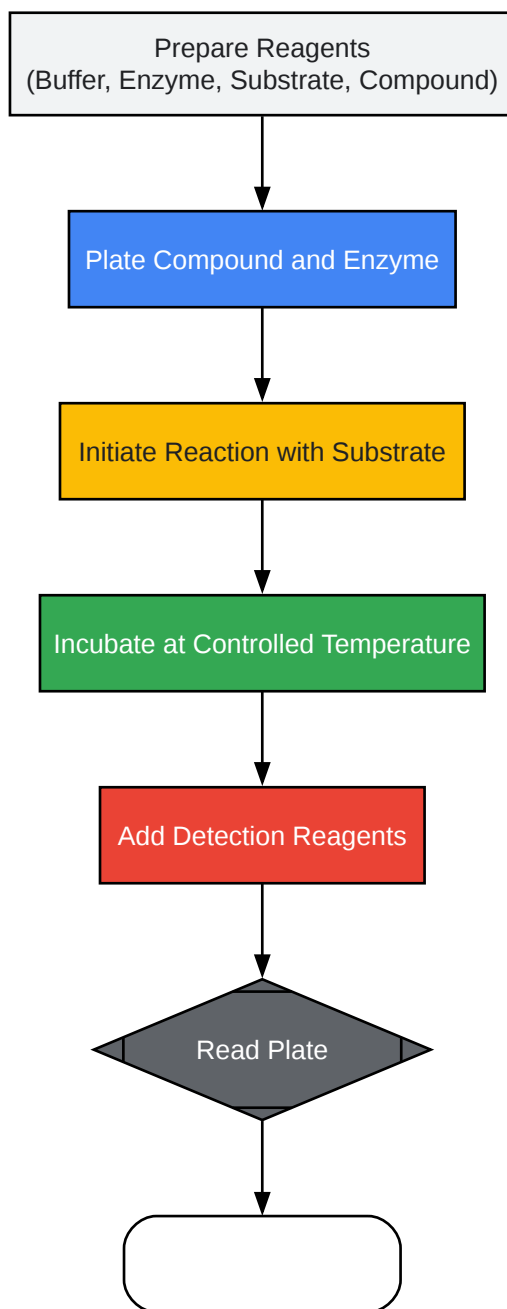 Prepare Reagents
(Buffer, Enzyme, Substrate, Compound)
Plate Compound and Enzyme
Initiate Reaction with Substrate
Incubate at Controlled Temperature
Add Detection Reagents
Read Plate